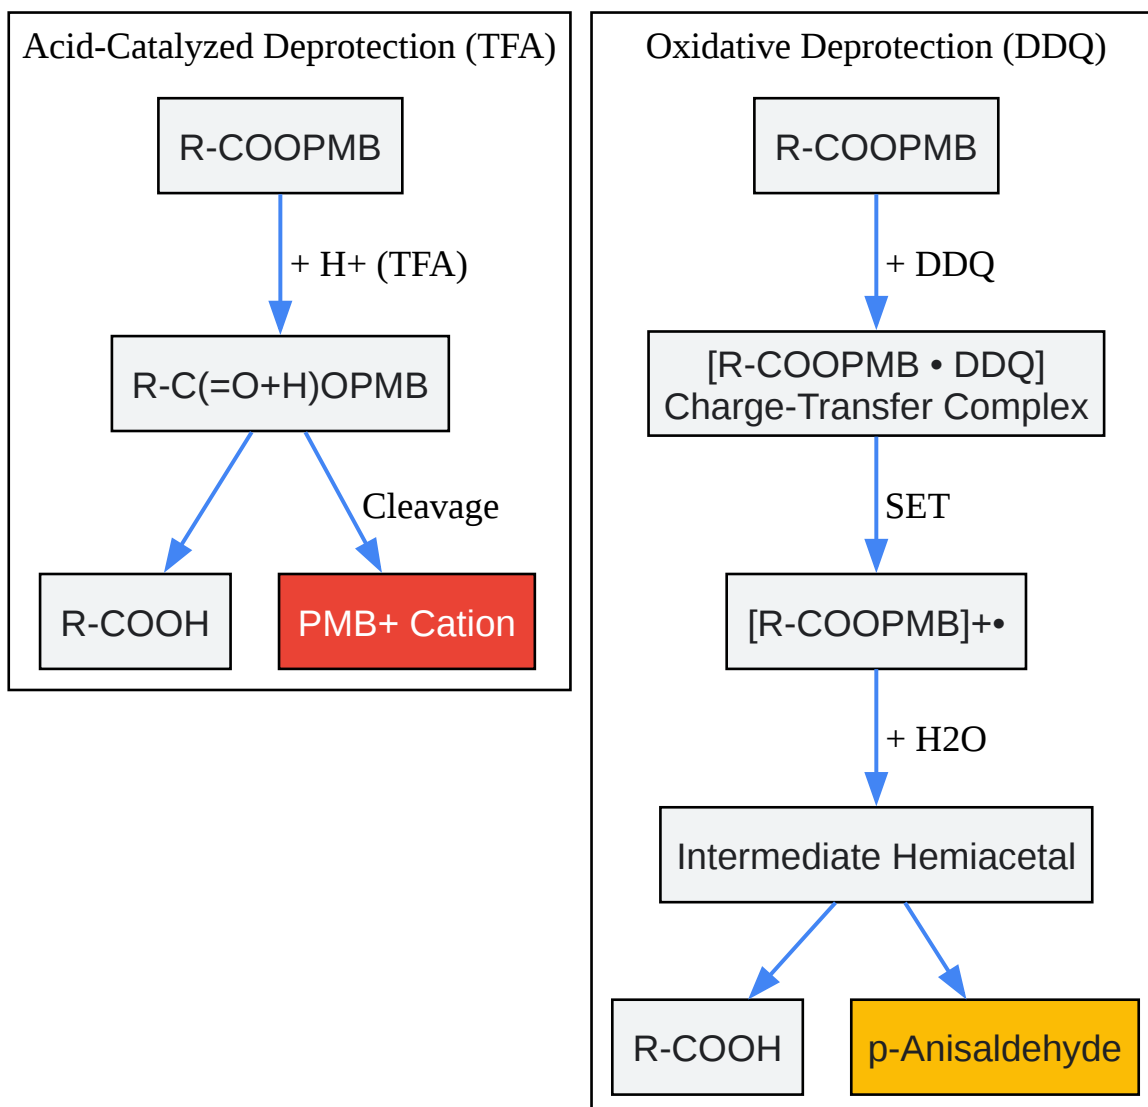 Acid-Catalyzed Deprotection (TFA)
R-COOPMB
+ H+ (TFA)
R-C(=O+H)OPMB
Cleavage
R-COOH
PMB+ Cation
Oxidative Deprotection (DDQ)
R-COOPMB
+ DDQ
[R-COOPMB • DDQ]
Charge-Transfer Complex
SET
[R-COOPMB]+•
+ H2O
Intermediate Hemiacetal
R-COOH
p-Anisaldehyde